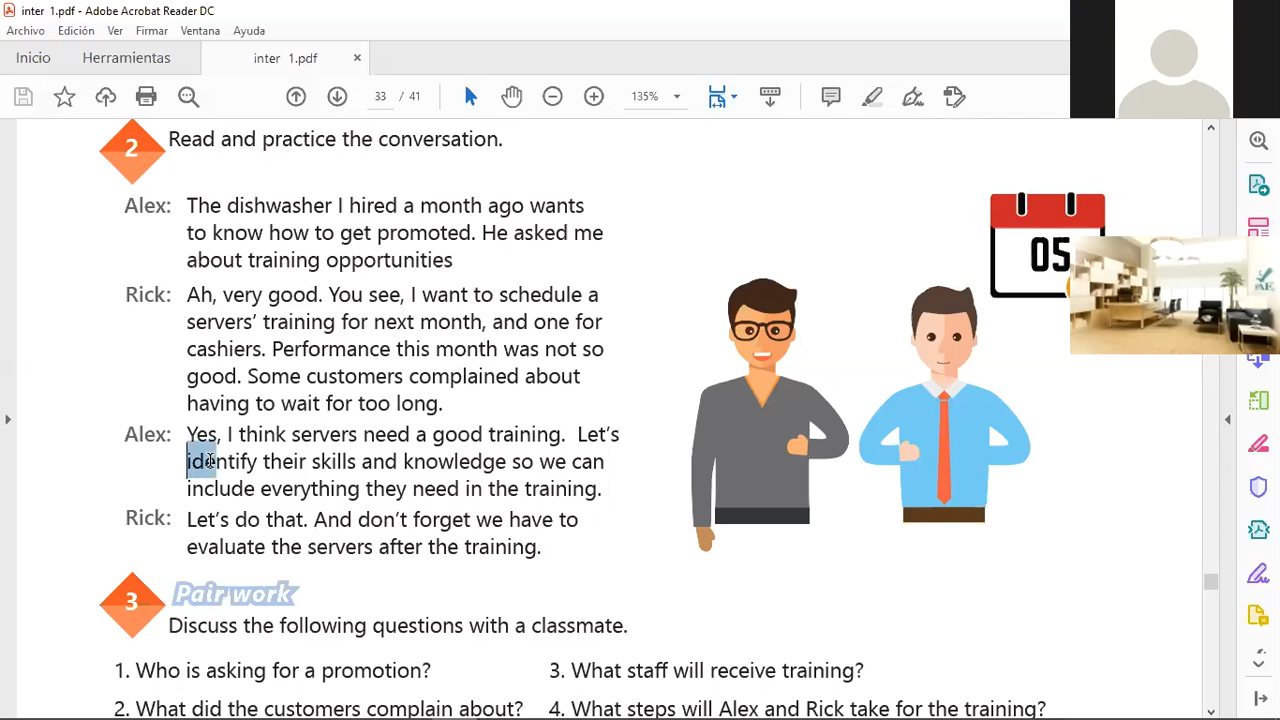 inter 1.pdf - Adobe Acrobat Reader DC
Archivo Edición Ver Firmar Ventana Ayuda
Inicio Herramientas inter 1.pdf ×
33 / 41 135%
2 Read and practice the conversation.
Alex: The dishwasher I hired a month ago wants
to know how to get promoted. He asked me
about training opportunities
Rick: Ah, very good. You see, I want to schedule a
servers’ training for next month, and one for
cashiers. Performance this month was not so
good. Some customers complained about
having to wait for too long.
Alex: Yes, I think servers need a good training. Let’s
identify their skills and knowledge so we can
include everything they need in the training.
Rick: Let’s do that. And don’t forget we have to
evaluate the servers after the training.
05
3 Pair work
Discuss the following questions with a classmate.
1. Who is asking for a promotion? 3. What staff will receive training?
2. What did the customers complain about? 4. What steps will Alex and Rick take for the training?